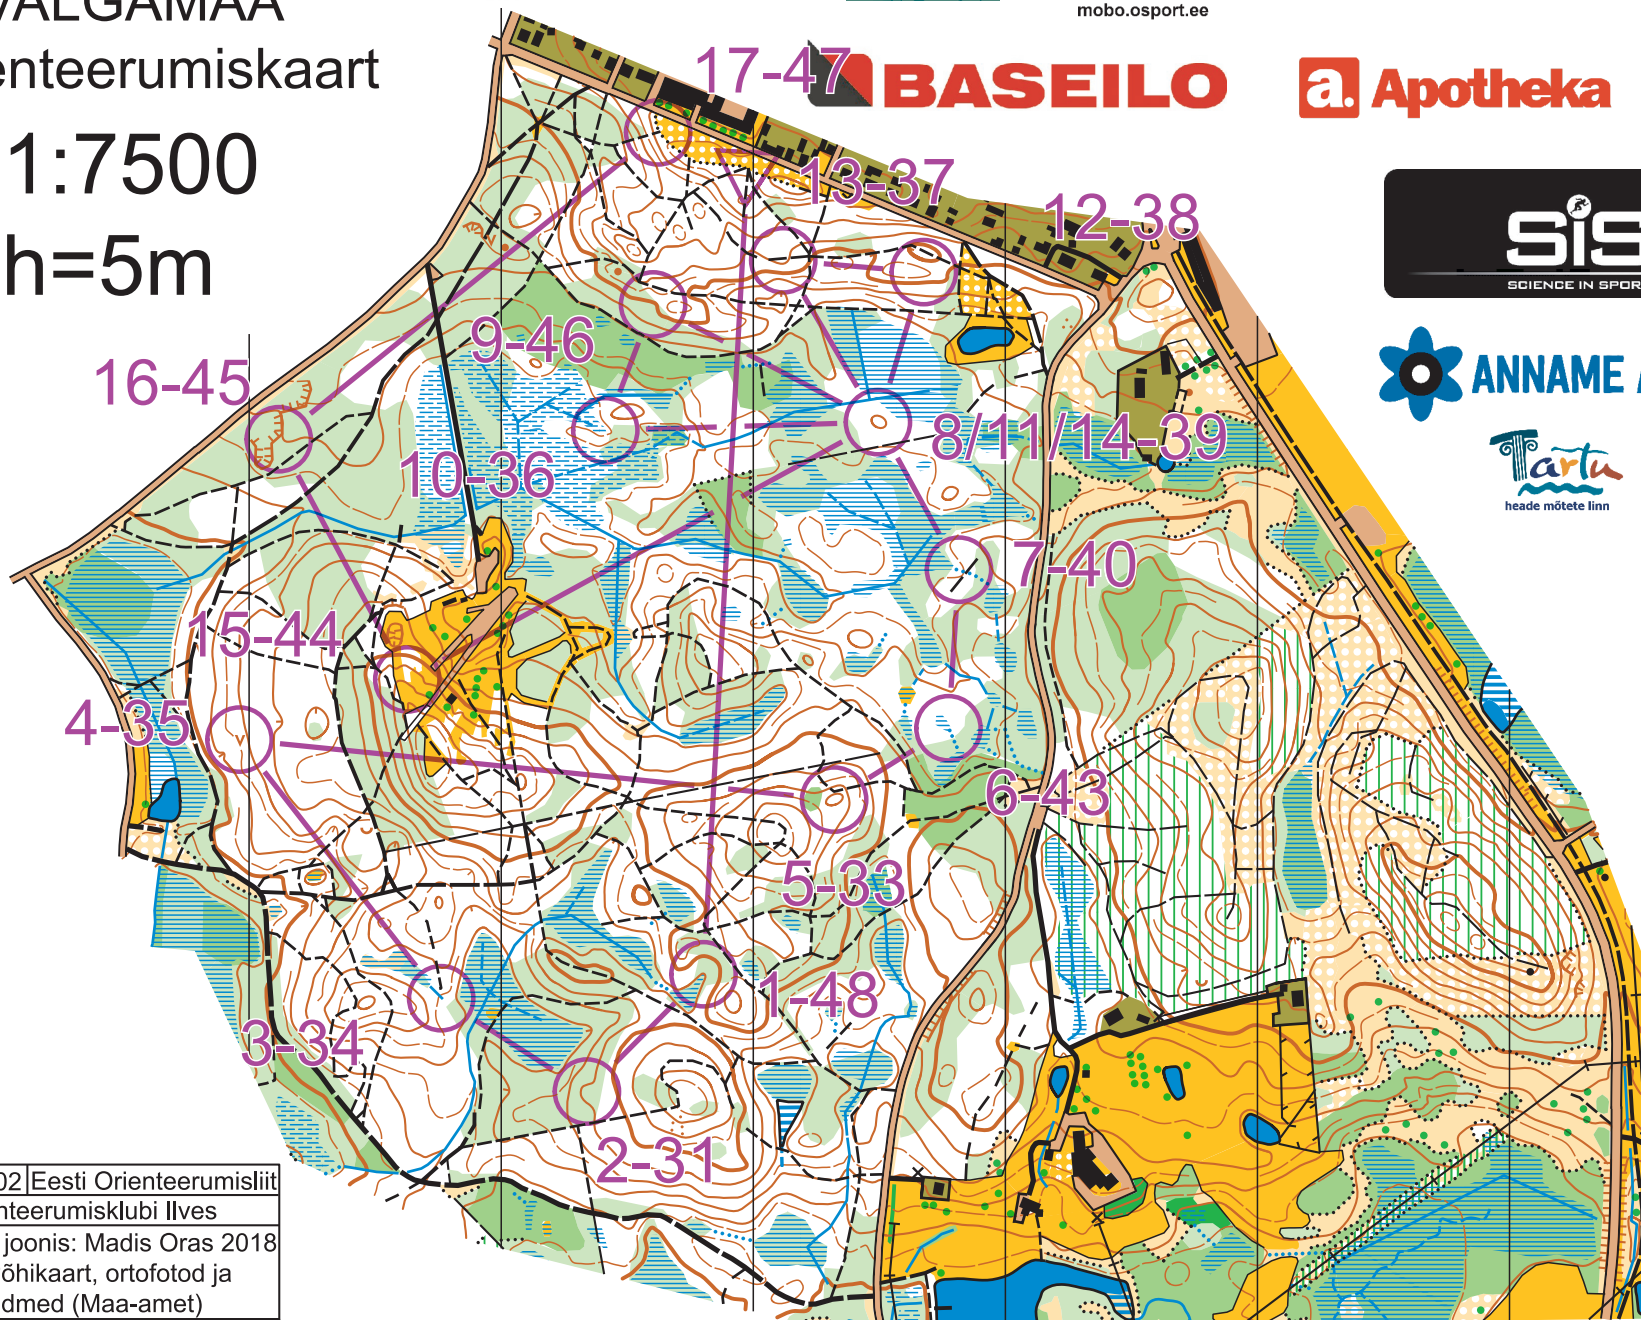 VALGAMAA
mobo.osport.ee
1:7500
h=5m
BASEILO
a. Apotheka
SiS
SCIENCE IN SPOR
ANNAME A
Tartu
heade mõtete linn
17-47
13-37
12-38
9-46
16-45
10-36
8/11/14-39
7-40
15-44
4-35
6-43
5-33
1-48
3-34
2-31
02 Eesti Orienteerumisliit
nteerumisklubi Ilves
joonis: Madis Oras 2018
õhikaart, ortofotod ja
dmed (Maa-amet)